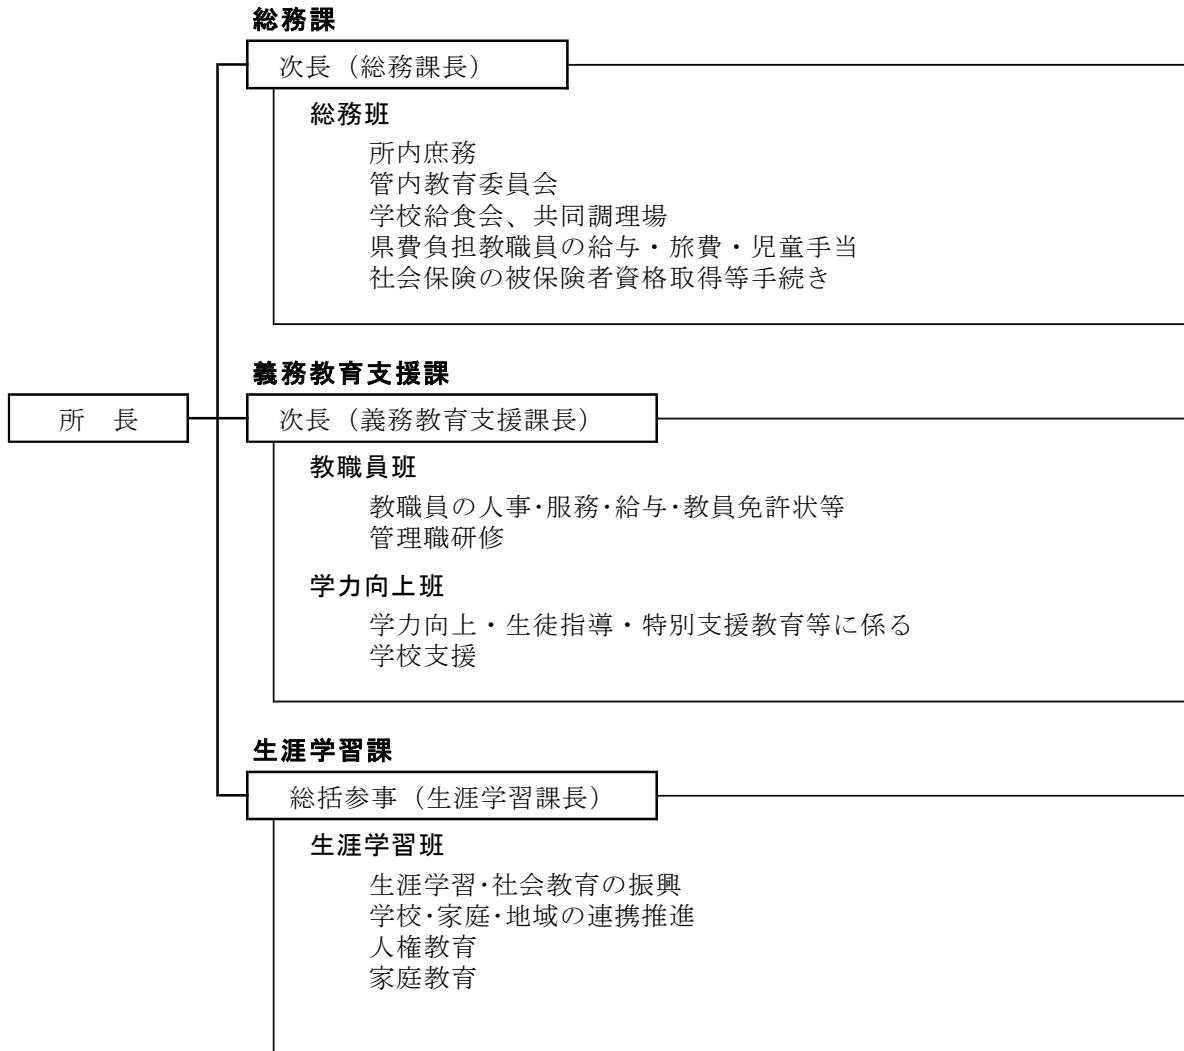 総務課
次長（総務課長）
総務班
所内庶務
管内教育委員会
学校給食会、共同調理場
県費負担教職員の給与・旅費・児童手当
社会保険の被保険者資格取得等手続き
義務教育支援課
所　長
次長（義務教育支援課長）
教職員班
教職員の人事･服務･給与･教員免許状等
管理職研修
学力向上班
学力向上・生徒指導・特別支援教育等に係る
学校支援
生涯学習課
総括参事（生涯学習課長）
生涯学習班
生涯学習･社会教育の振興
学校･家庭･地域の連携推進
人権教育
家庭教育